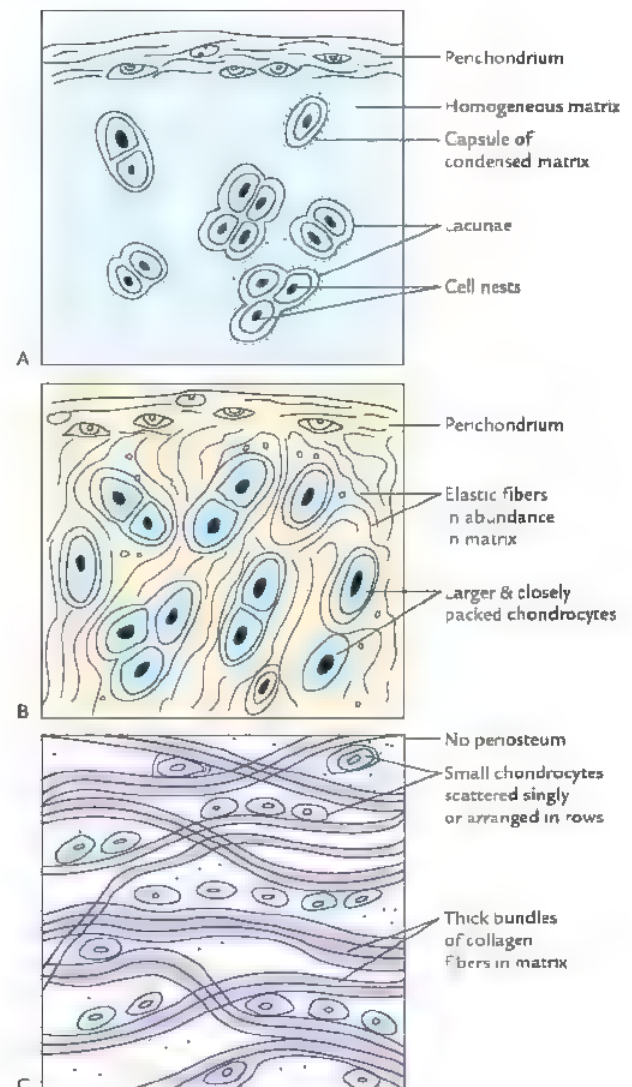 Perichondrium
Homogeneous matrix
Capsule of
condensed matrix
Lacunae
Cell nests
A
Perichondrium
Elastic fibers
in abundance
in matrix
Larger & closely
packed chondrocytes
B
No periosteum
Small chondrocytes
scattered singly
or arranged in rows
Thick bundles
of collagen
fibers in matrix
C